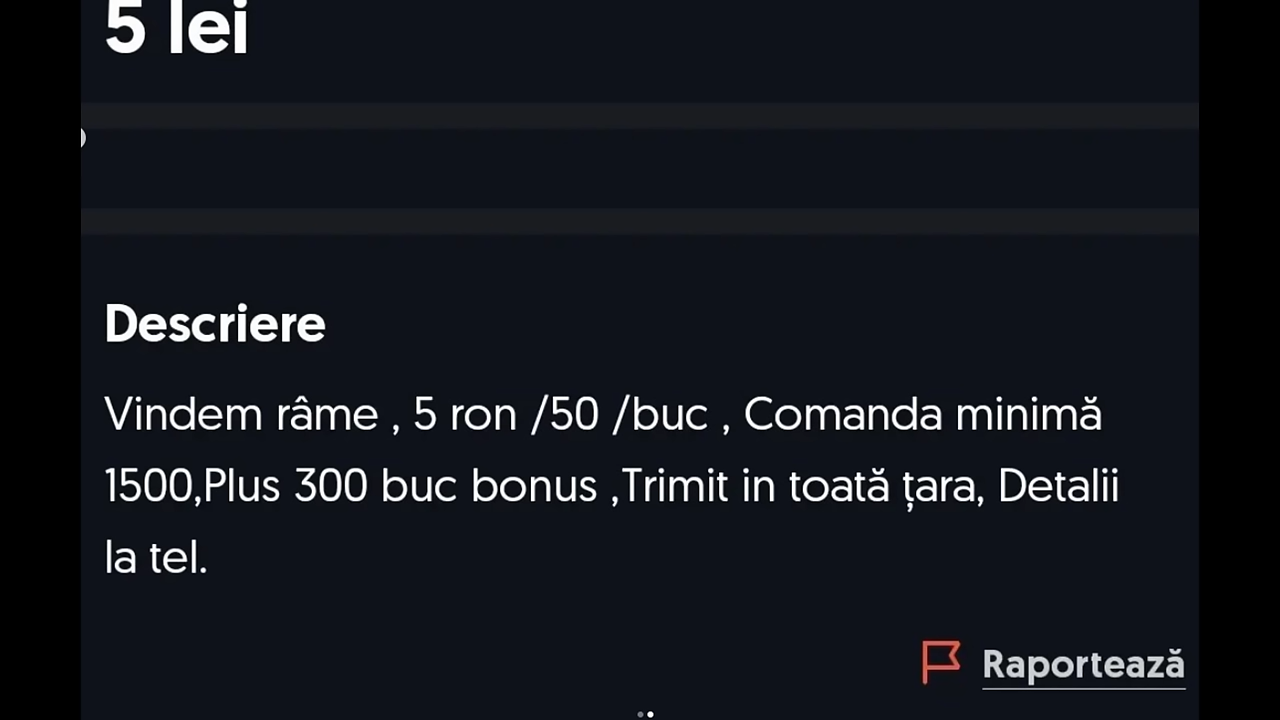 5 lei
Descriere
Vindem râme , 5 ron /50 /buc , Comanda minimă
1500,Plus 300 buc bonus ,Trimit in toată țara, Detalii
la tel.
Raportează